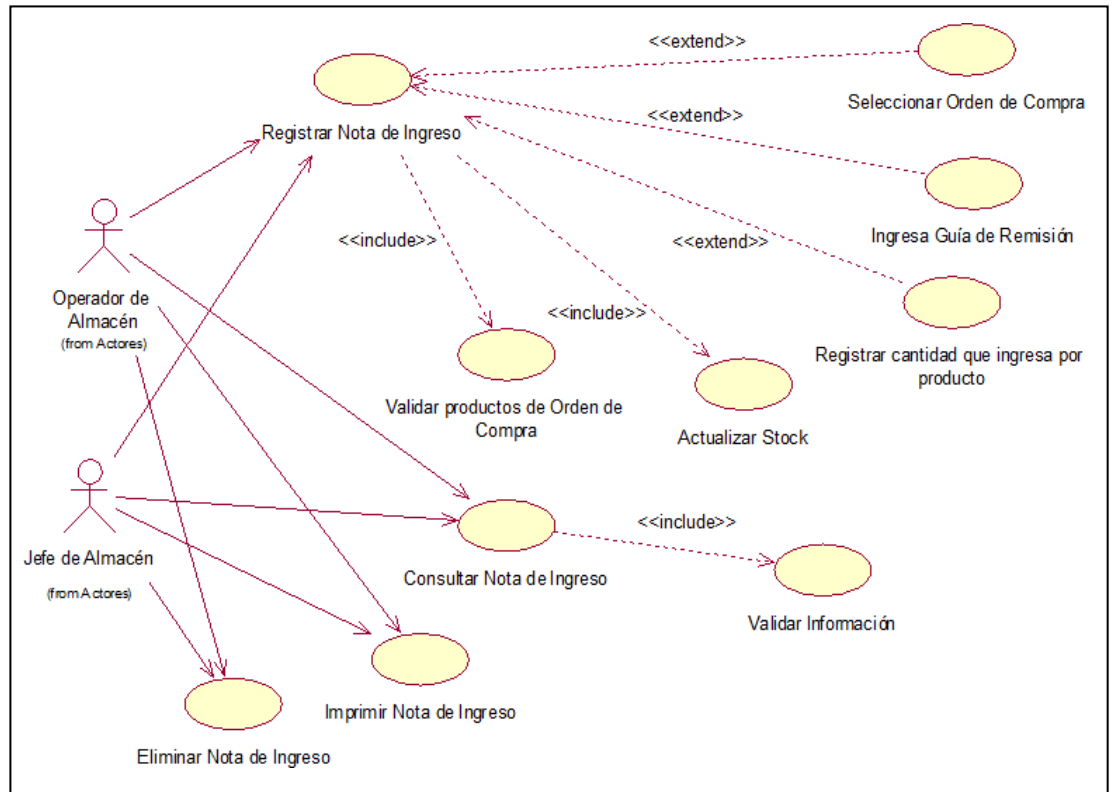 <<extend>>
Seleccionar Orden de Compra
<<extend>>
Registrar Nota de Ingreso
Ingresa Guía de Remisión
<<include>>
<<extend>>
Operador de
Almacén
(from Actores)
<<include>>
Registrar cantidad que ingresa por
producto
Validar productos de Orden de
Compra
Actualizar Stock
<<include>>
Jefe de Almacén
(from Actores)
Consultar Nota de Ingreso
Validar Información
Imprimir Nota de Ingreso
Eliminar Nota de Ingreso